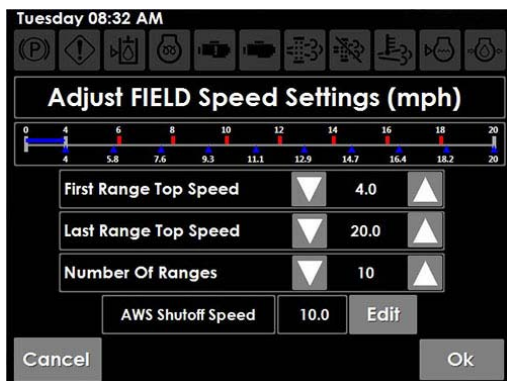 Tuesday 08:32 AM
(P)
Adjust FIELD Speed Settings (mph)
0 4 6 8 10 12 14 16 18 20
4 5.8 7.6 9.3 11.1 12.9 14.7 16.4 18.2 20
First Range Top Speed 4.0
Last Range Top Speed 20.0
Number Of Ranges 10
AWS Shutoff Speed 10.0 Edit
Cancel Ok